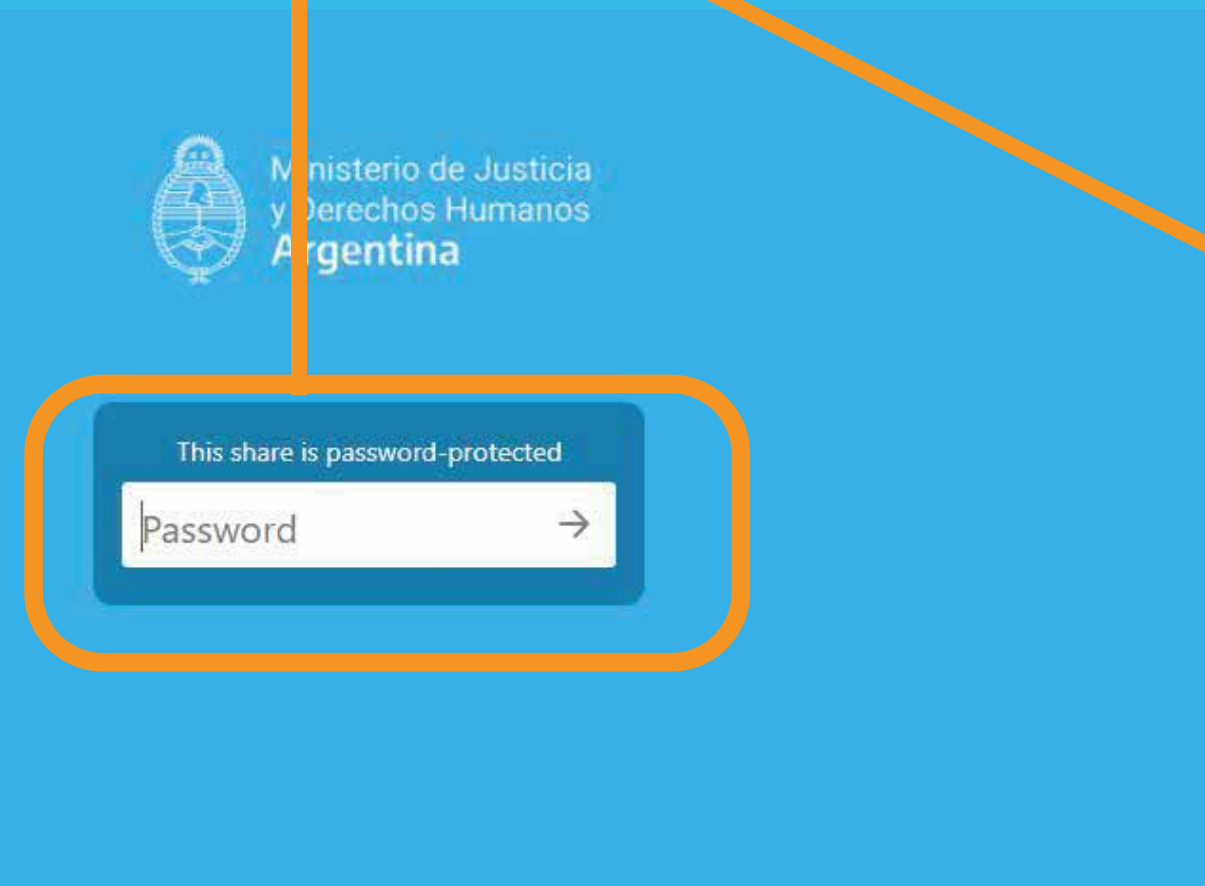 Ministerio de Justicia
y Derechos Humanos
Argentina
This share is password-protected
Password